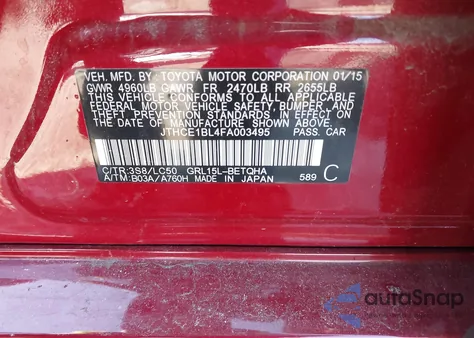 VEH. MFD. BY: TOYOTA MOTOR CORPORATION 01/15
GVWR 4960LB GAWR FR 2470LB RR 2655LB
THIS VEHICLE CONFORMS TO ALL APPLICABLE
FEDERAL MOTOR VEHICLE SAFETY, BUMPER, AND
THEFT PREVENTION STANDARDS IN EFFECT ON THE
DATE OF MANUFACTURE SHOWN ABOVE.
JTHCE1BL4FA003495 PASS. CAR
C/TR:3S8/LC50 GRL15L-BETQHA
A/TM:B03A/A760H MADE IN JAPAN 589 C
autoSnap